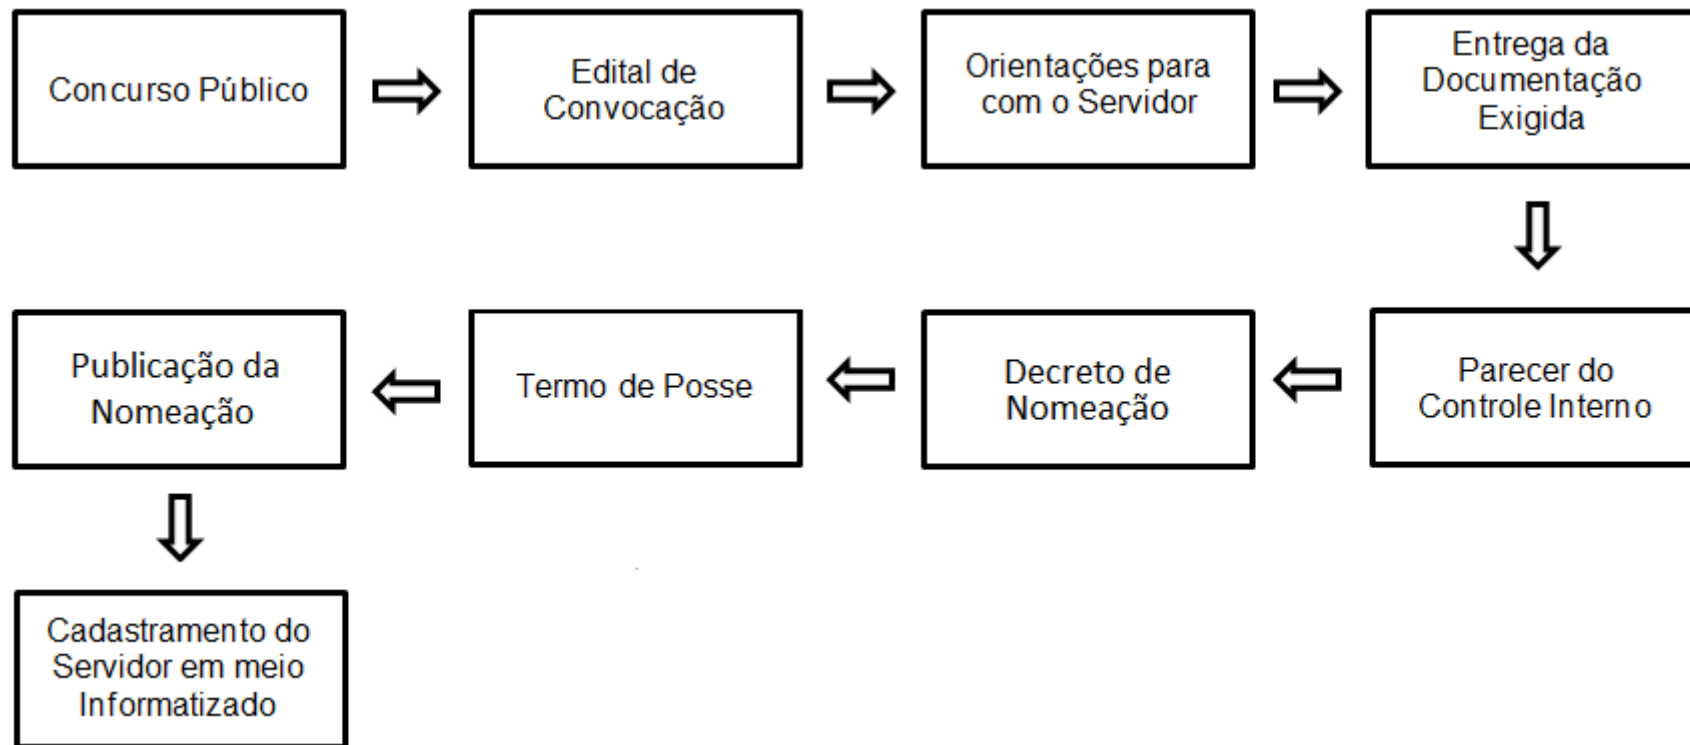 Concurso Público
Edital de
Convocação
Orientações para
com o Servidor
Entrega da
Documentação
Exigida
Parecer do
Controle Interno
Decreto de
Nomeação
Termo de Posse
Publicação da
Nomeação
Cadastramento do
Servidor em meio
Informatizado